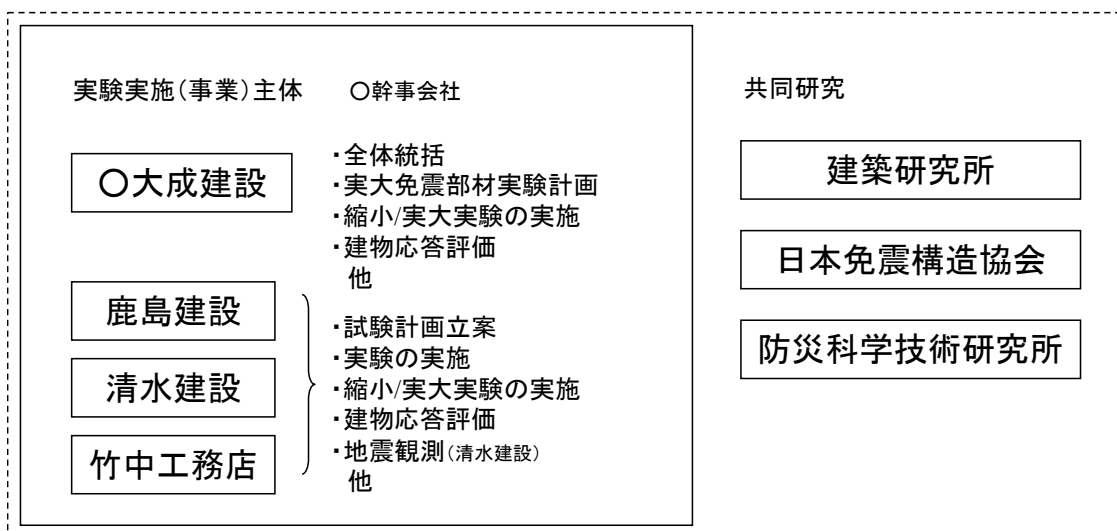 実験実施(事業)主体 〇幹事会社
〇大成建設
・全体統括
・実大免震部材実験計画
・縮小/実大実験の実施
・建物応答評価
他
鹿島建設
清水建設
竹中工務店
・試験計画立案
・実験の実施
・縮小/実大実験の実施
・建物応答評価
・地震観測(清水建設)
他
共同研究
建築研究所
日本免震構造協会
防災科学技術研究所